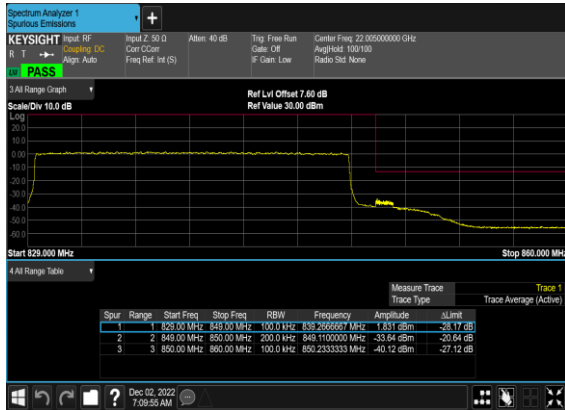 Spectrum Analyzer 1
Spurious Emissions
+
KEYSIGHT Input: RF Input Z: 50 Ω Atten: 40 dB Trig: Free Run Center Freq: 22.005000000 GHz
R T Coupling: DC Corr CCorr Gate: Off Avg|Hold: 100/100
Align: Auto Freq Ref: Int (S) IF Gain: Low Radio Std: None
LW PASS
3 All Range Graph
Ref Lvl Offset 7.60 dB
Scale/Div 10.0 dB Ref Value 30.00 dBm
Log
20.0
10.0
0.00
-10.0
-20.0
-30.0
-40.0
-50.0
-60.0
Start 829.000 MHz Stop 860.000 MHz
4 All Range Table
Measure Trace Trace 1
Trace Type Trace Average (Active)
Spur Range Start Freq Stop Freq RBW Frequency Amplitude ΔLimit
1 1 829.00 MHz 849.00 MHz 100.0 kHz 839.2666667 MHz 1.831 dBm -28.17 dB
2 2 849.00 MHz 850.00 MHz 200.0 kHz 849.1100000 MHz -33.64 dBm -20.64 dB
3 3 850.00 MHz 860.00 MHz 100.0 kHz 850.2333333 MHz -40.12 dBm -27.12 dB
? Dec 02, 2022
7:09:55 AM